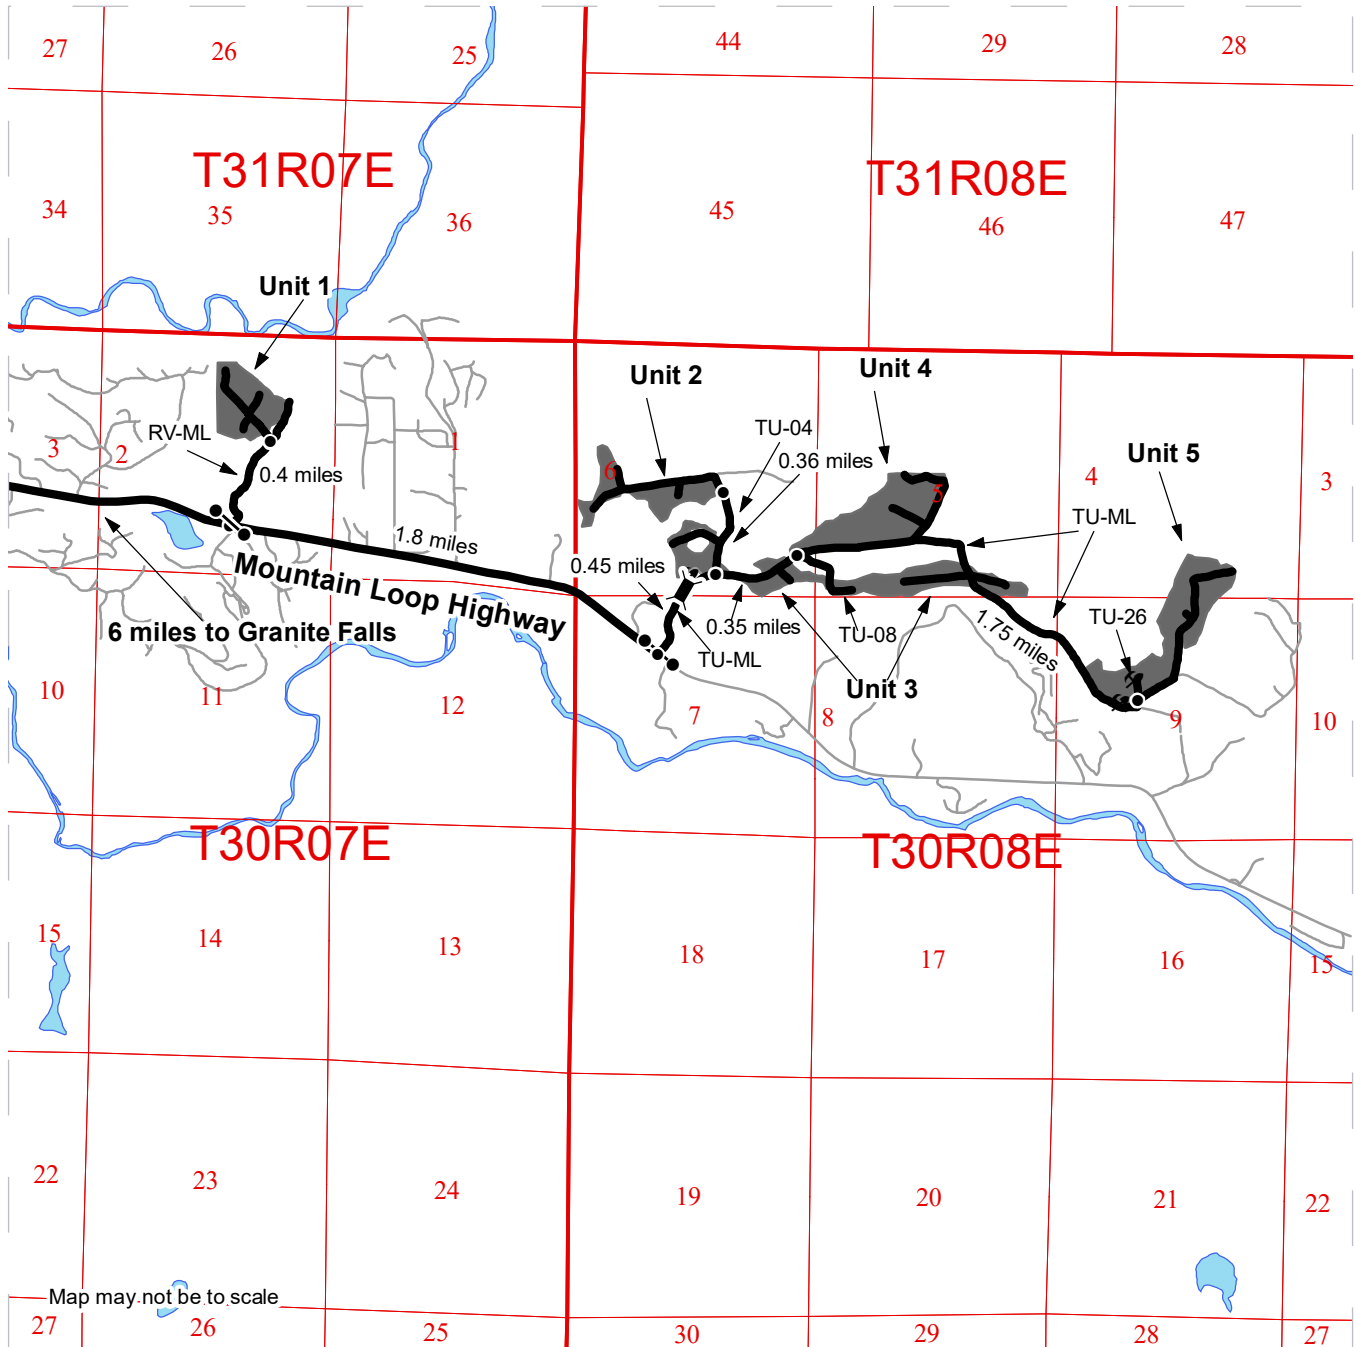 27
26
25
44
29
28
T31R07E
T31R08E
34
35
36
45
46
47
Unit 1
Unit 2
Unit 4
Unit 5
RV-ML
0.4 miles
TU-04
0.36 miles
3
2
1
6
5
4
3
TU-ML
1.8 miles
0.45 miles
Mountain Loop Highway
6 miles to Granite Falls
0.35 miles
TU-08
TU-ML
1.75 miles
TU-26
Unit 3
10
11
12
7
8
9
10
T30R07E
T30R08E
15
14
13
18
17
16
15
22
23
24
19
20
21
22
Map may not be to scale
27
26
25
30
29
28
27